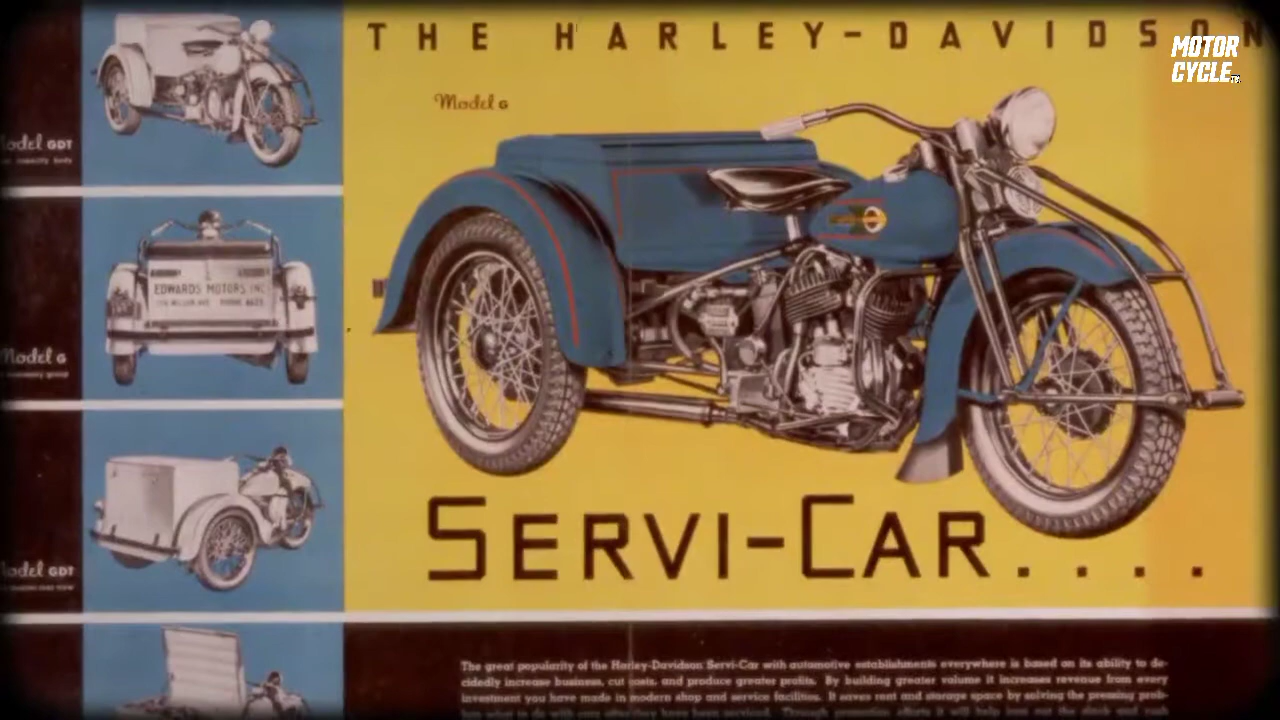 THE HARLEY-DAVIDSON
MOTOR
CYCLE
TM
Model G
Model GDT
EDWARDS MOTORS INC
Model G
Model GDT
SERVI-CAR....
The great popularity of the Harley-Davidson Servi-Car with automotive establishments everywhere is based on its ability to de-
cidedly increase business, cut costs, and produce greater profits. By building greater volume it increases revenue from every
investment you have made in modern shop and service facilities. It saves rent and storage space by solving the pressing prob-